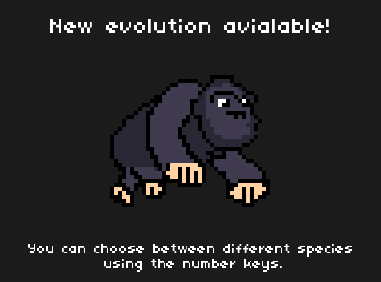 New evolution avialable!
You can choose between different species
using the number keys.